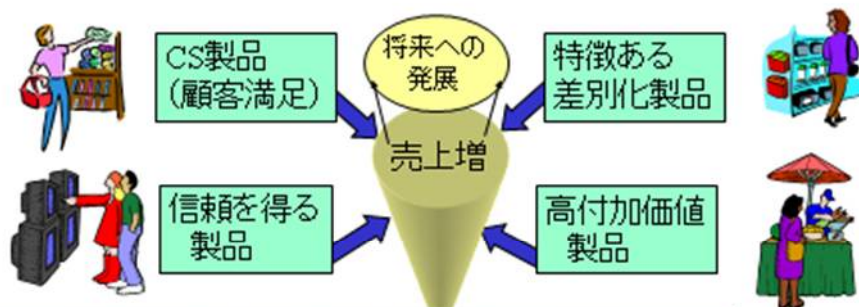 CS製品
(顧客満足)
将来への
発展
特徴ある
差別化製品
売上増
信頼を得る
製品
高付加価値
製品